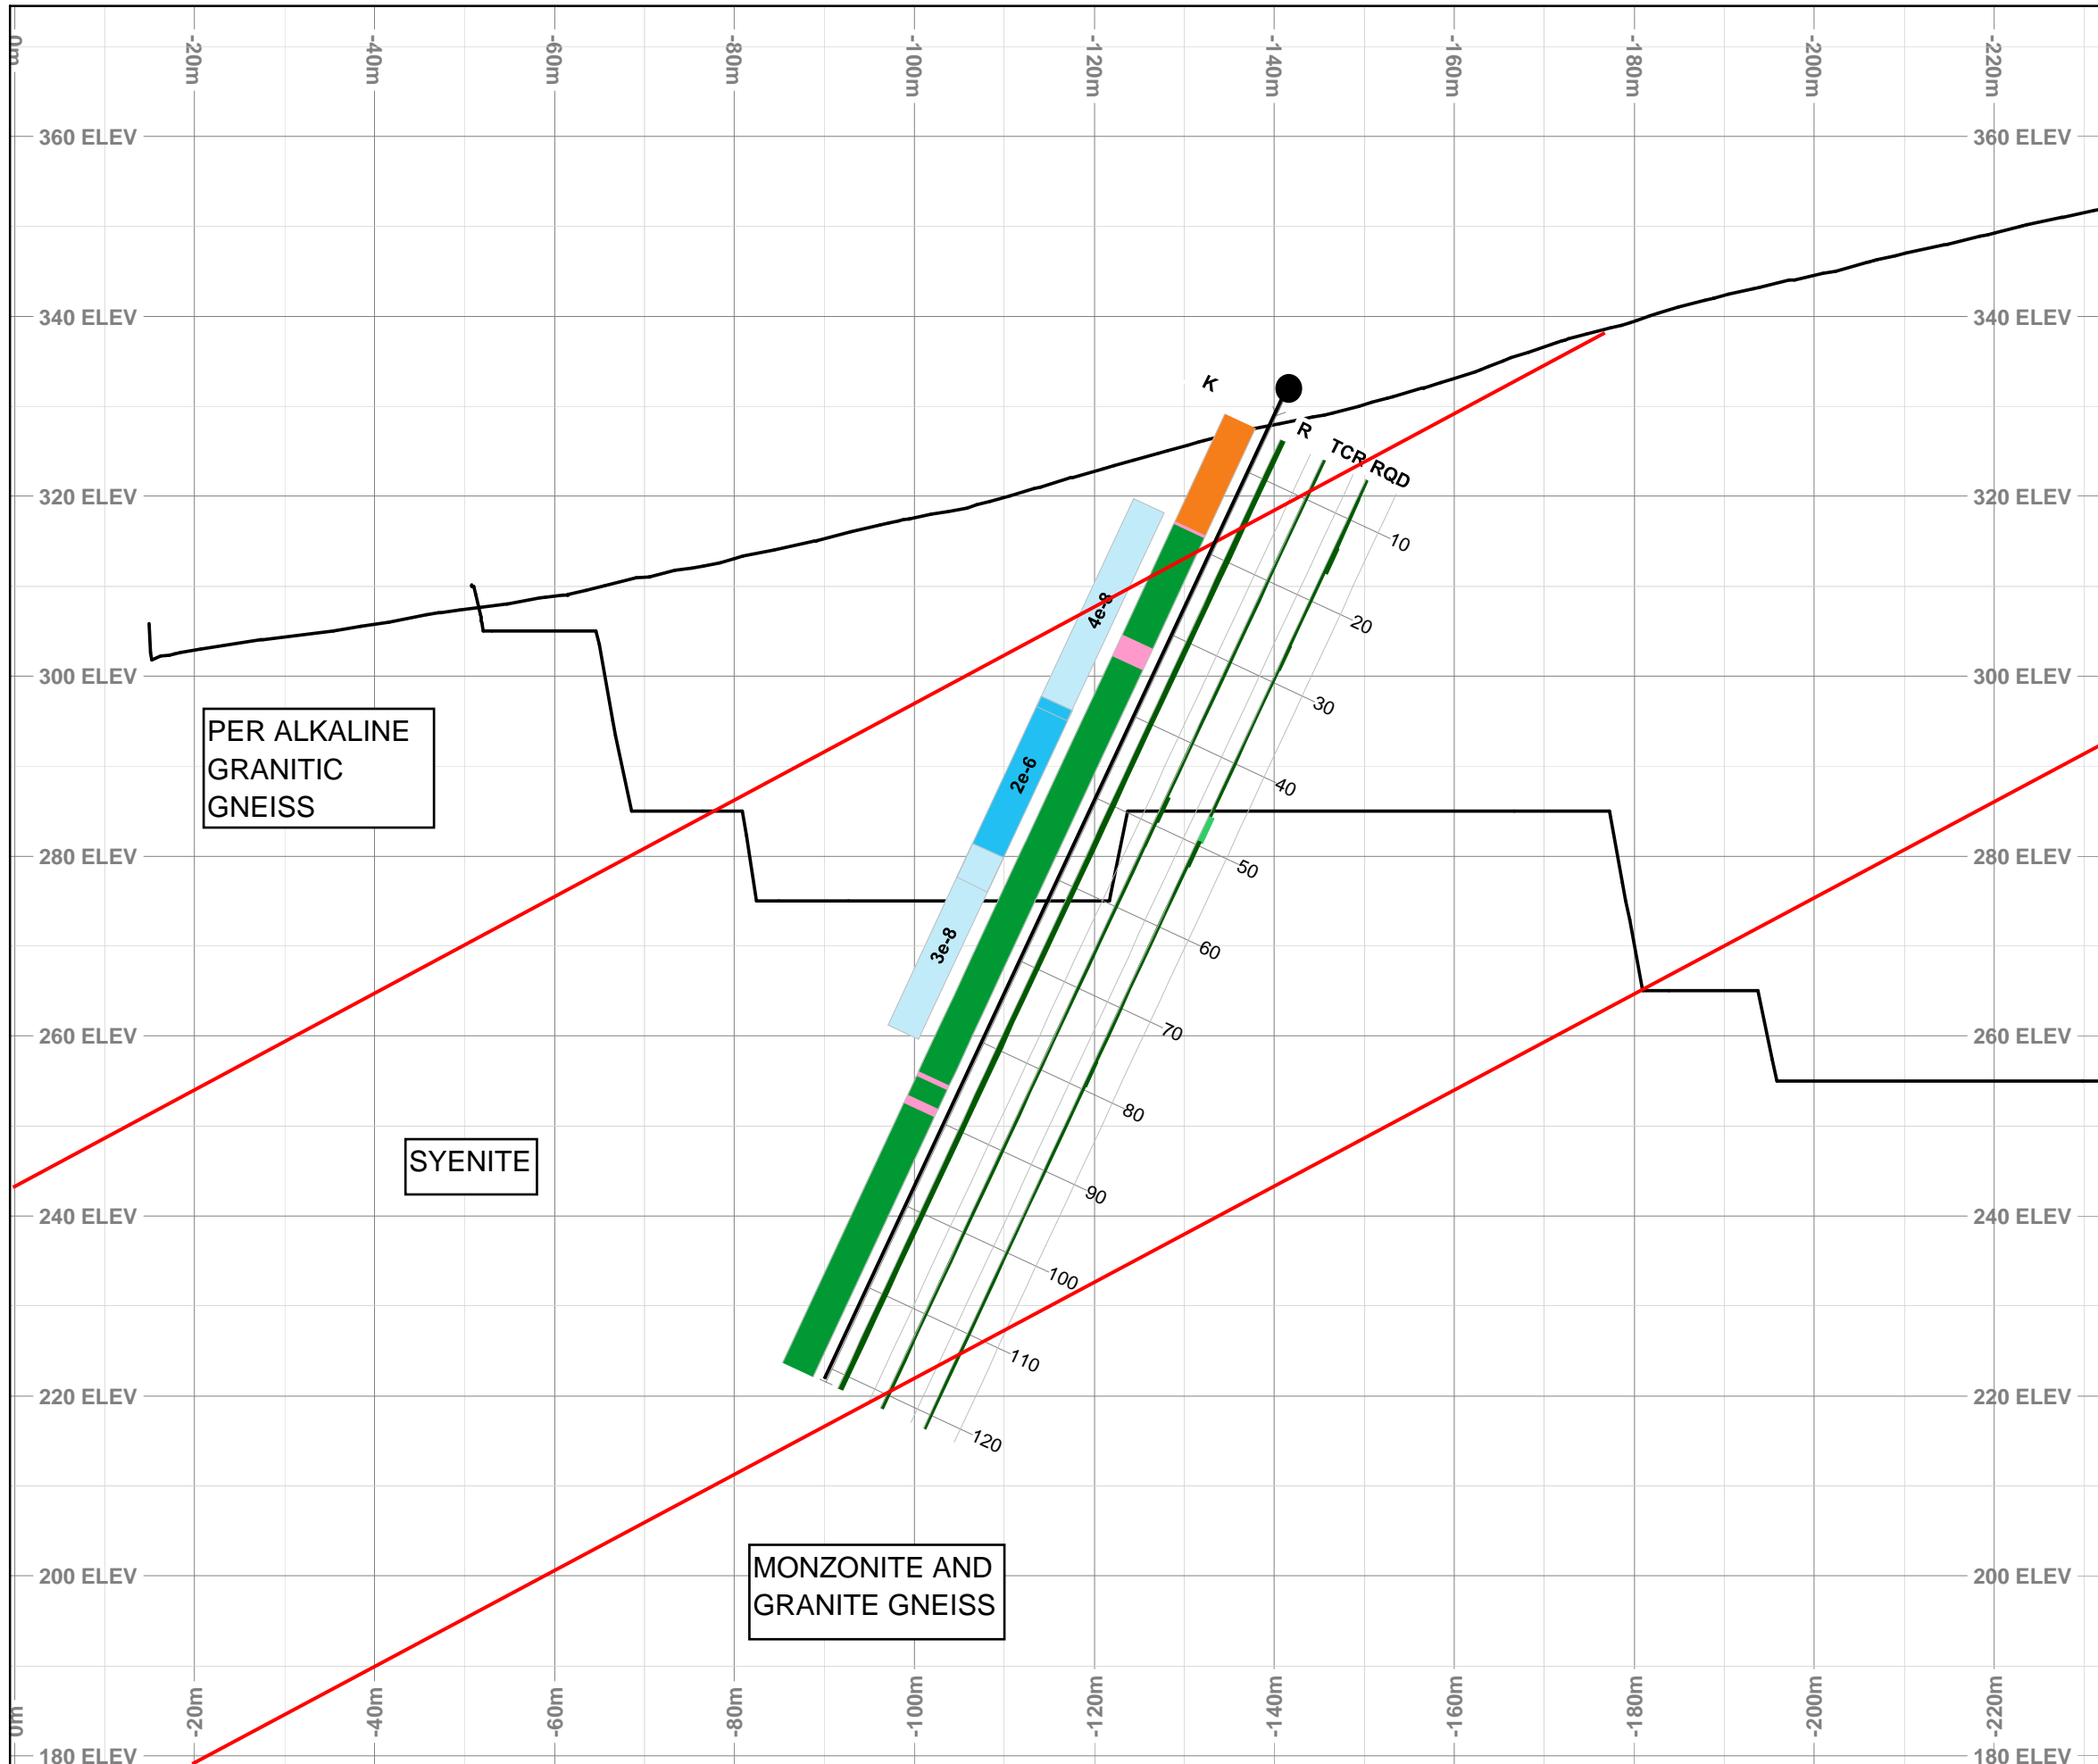 0m
-20m
-40m
-60m
-80m
-100m
-120m
-140m
-160m
-180m
-200m
-220m
360 ELEV
360 ELEV
340 ELEV
340 ELEV
K
R
TCR RQD
320 ELEV
320 ELEV
10
4e-8
20
300 ELEV
300 ELEV
30
PER ALKALINE
GRANITIC
GNEISS
2e-6
40
280 ELEV
280 ELEV
50
3e-8
60
260 ELEV
260 ELEV
70
80
SYENITE
90
240 ELEV
240 ELEV
100
110
220 ELEV
220 ELEV
120
MONZONITE AND
GRANITE GNEISS
200 ELEV
200 ELEV
0m
-20m
-40m
-60m
-80m
-100m
-120m
-140m
-160m
-180m
-200m
-220m
180 ELEV
180 ELEV